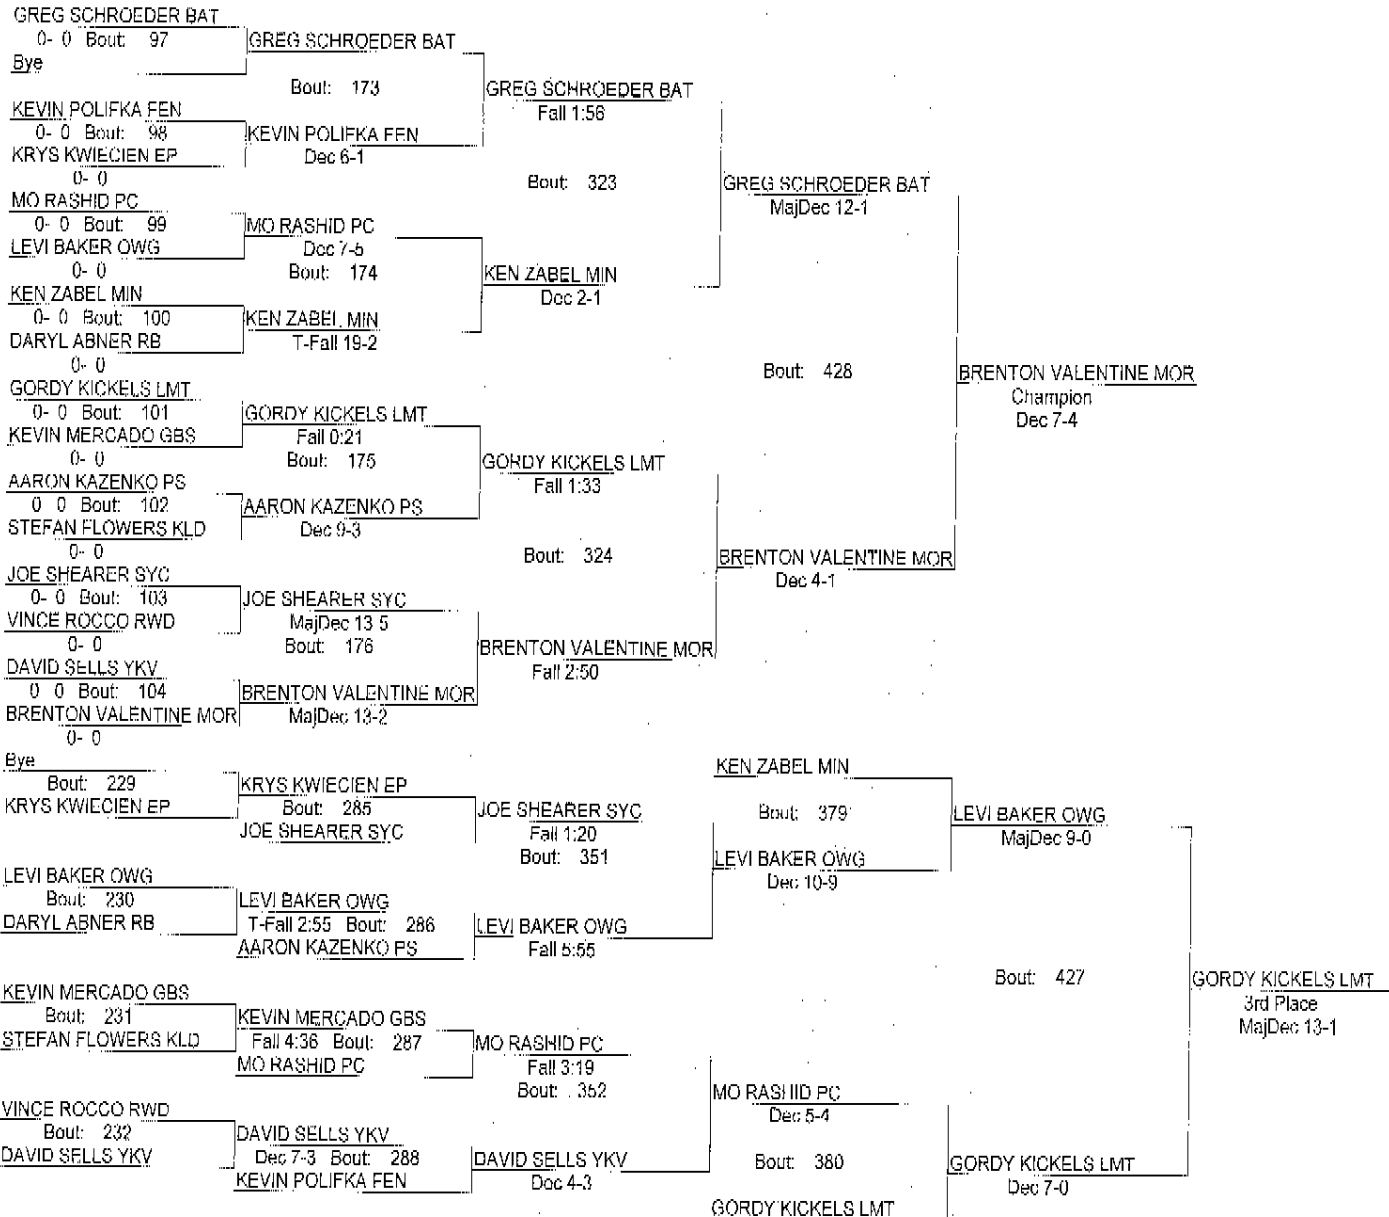 GREG SCHROEDER BAT
0- 0 Bout: 97
Bye
GREG SCHROEDER BAT
Bout: 173
KEVIN POLIFKA FEN
0- 0 Bout: 98
KRYS KWIECIEN EP
0- 0
KEVIN POLIFKA FEN
Dec 6-1
GREG SCHROEDER BAT
Fall 1:56
Bout: 323
MO RASHID PC
0- 0 Bout: 99
LEVI BAKER OWG
0- 0
MO RASHID PC
Dec 7-5
Bout: 174
KEN ZABEL MIN
0- 0 Bout: 100
DARYL ABNER RB
0- 0
KEN ZABEL MIN
T-Fall 19-2
KEN ZABEL MIN
Dec 2-1
GREG SCHROEDER BAT
MajDec 12-1
Bout: 428
GORDY KICKELS LMT
0- 0 Bout: 101
KEVIN MERCADO GBS
0- 0
GORDY KICKELS LMT
Fall 0:21
Bout: 175
AARON KAZENKO PS
0 0 Bout: 102
STEFAN FLOWERS KLD
0- 0
AARON KAZENKO PS
Dec 9-3
GORDY KICKELS LMT
Fall 1:33
Bout: 324
JOE SHEARER SYC
0- 0 Bout: 103
VINCE ROCCO RWD
0- 0
JOE SHEARER SYC
MajDec 13 5
Bout: 176
DAVID SELLS YKV
0 0 Bout: 104
BRENTON VALENTINE MOR
0- 0
BRENTON VALENTINE MOR
MajDec 13-2
BRENTON VALENTINE MOR
Fall 2:50
BRENTON VALENTINE MOR
Dec 4-1
BRENTON VALENTINE MOR
Champion
Dec 7-4
Bye
Bout: 229
KRYS KWIECIEN EP
KRYS KWIECIEN EP
Bout: 285
JOE SHEARER SYC
JOE SHEARER SYC
Fall 1:20
Bout: 351
LEVI BAKER OWG
Bout: 230
DARYL ABNER RB
LEVI BAKER OWG
T-Fall 2:55 Bout: 286
AARON KAZENKO PS
LEVI BAKER OWG
Fall 5:55
KEN ZABEL MIN
Bout: 379
LEVI BAKER OWG
Dec 10-9
LEVI BAKER OWG
MajDec 9-0
Bout: 427
KEVIN MERCADO GBS
Bout: 231
STEFAN FLOWERS KLD
KEVIN MERCADO GBS
Fall 4:36 Bout: 287
MO RASHID PC
MO RASHID PC
Fall 3:19
Bout: 352
VINCE ROCCO RWD
Bout: 232
DAVID SELLS YKV
DAVID SELLS YKV
Dec 7-3 Bout: 288
KEVIN POLIFKA FEN
DAVID SELLS YKV
Dec 4-3
MO RASHID PC
Dec 5-4
Bout: 380
GORDY KICKELS LMT
GORDY KICKELS LMT
Dec 7-0
GORDY KICKELS LMT
3rd Place
MajDec 13-1